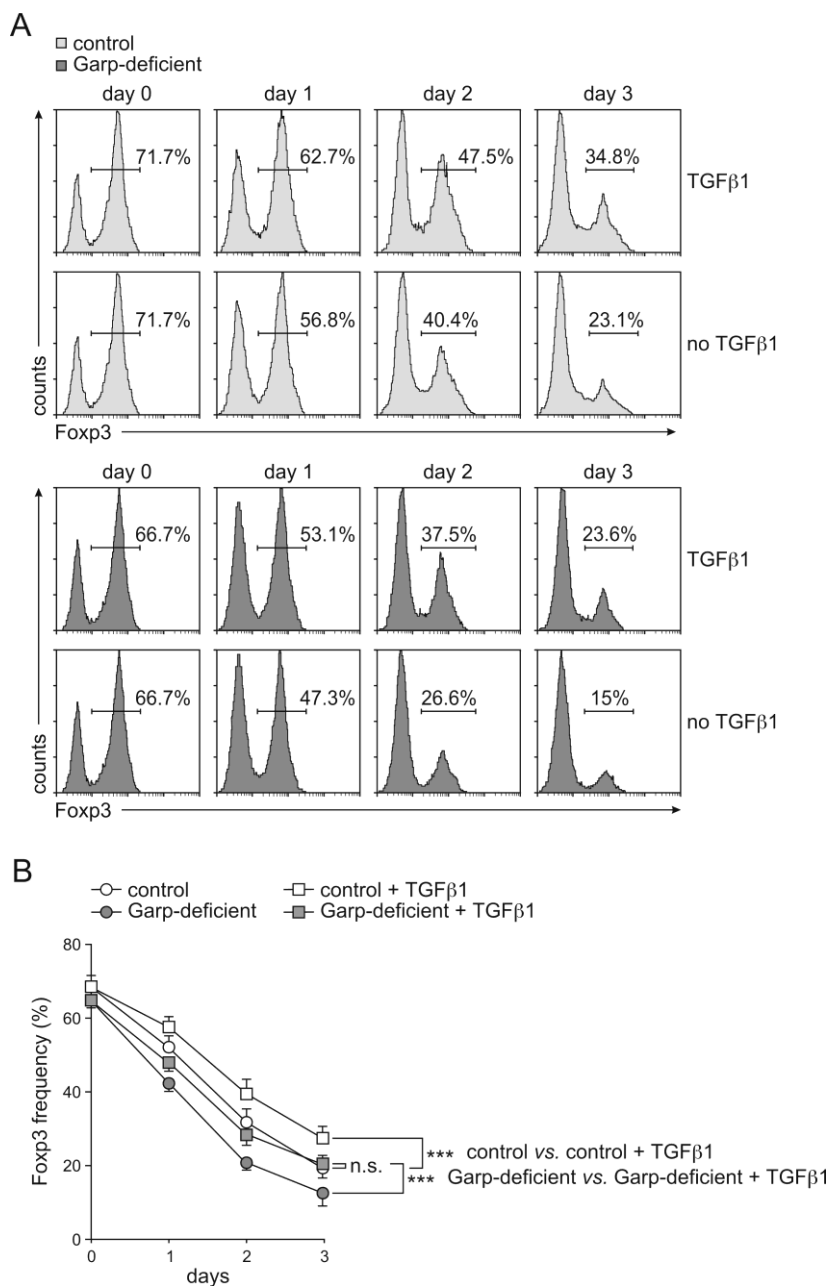 A
control
Garp-deficient
day 0 day 1 day 2 day 3
71.7% 62.7% 47.5% 34.8% TGFβ1
71.7% 56.8% 40.4% 23.1% no TGFβ1
counts
Foxp3
day 0 day 1 day 2 day 3
66.7% 53.1% 37.5% 23.6% TGFβ1
66.7% 47.3% 26.6% 15% no TGFβ1
counts
Foxp3
B
control control + TGFβ1
Garp-deficient Garp-deficient + TGFβ1
80
60
40
20
0
Foxp3 frequency (%)
*** control vs. control + TGFβ1
n.s.
*** Garp-deficient vs. Garp-deficient + TGFβ1
0 1 2 3
days